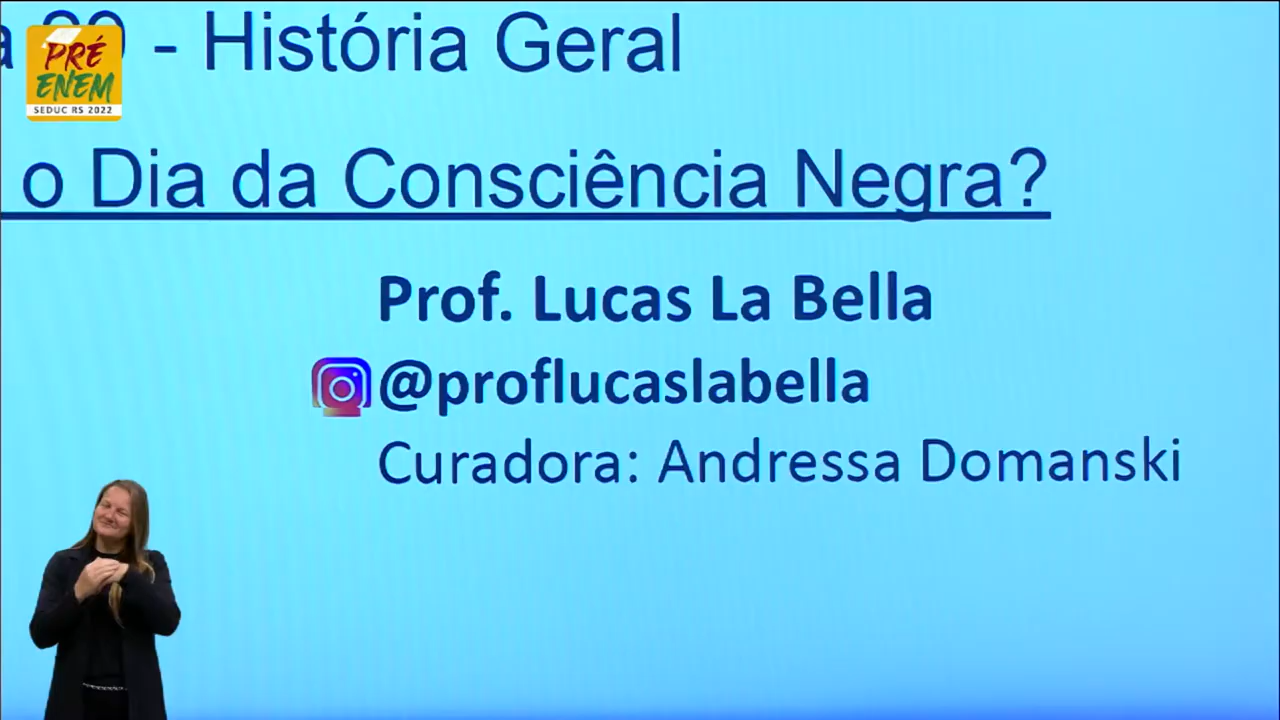 - História Geral
PRÉ
ENEM
SEDUC RS 2022
o Dia da Consciência Negra?
Prof. Lucas La Bella
@proflucaslabella
Curadora: Andressa Domanski